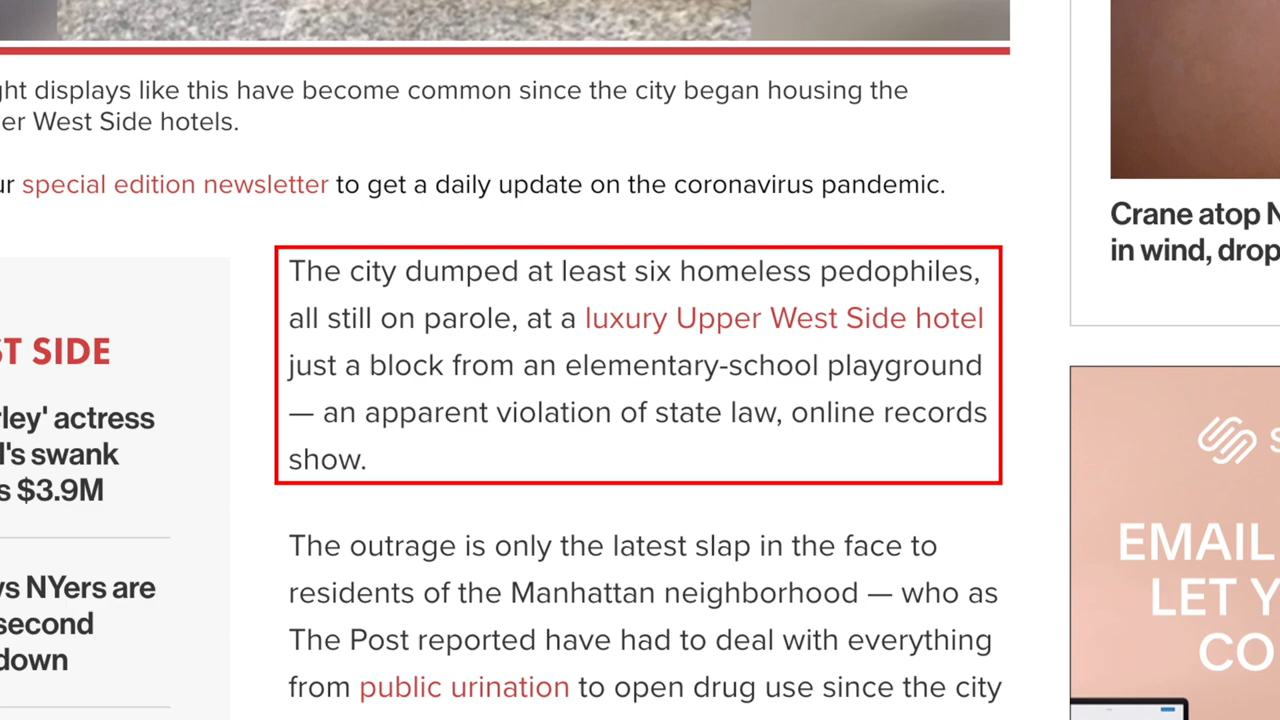 ht displays like this have become common since the city began housing the
er West Side hotels.
ur special edition newsletter to get a daily update on the coronavirus pandemic.
The city dumped at least six homeless pedophiles,
all still on parole, at a luxury Upper West Side hotel
just a block from an elementary-school playground
— an apparent violation of state law, online records
show.
The outrage is only the latest slap in the face to
residents of the Manhattan neighborhood — who as
The Post reported have had to deal with everything
from public urination to open drug use since the city
T SIDE
ley' actress
l's swank
s $3.9M
s NYers are
second
down
Crane atop N
in wind, drop
S
EMAIL
LET Y
CO